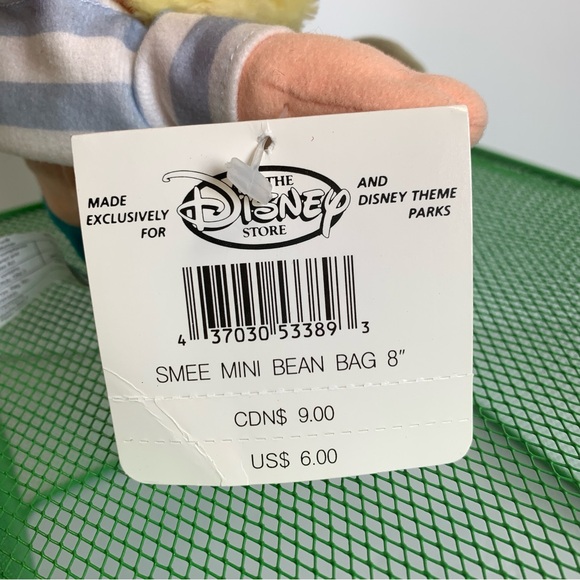 MADE
EXCLUSIVELY
FOR
THE
DISNEY
STORE
AND
DISNEY THEME
PARKS
4 37030 53389 3
SMEE MINI BEAN BAG 8"
CDN$ 9.00
US$ 6.00